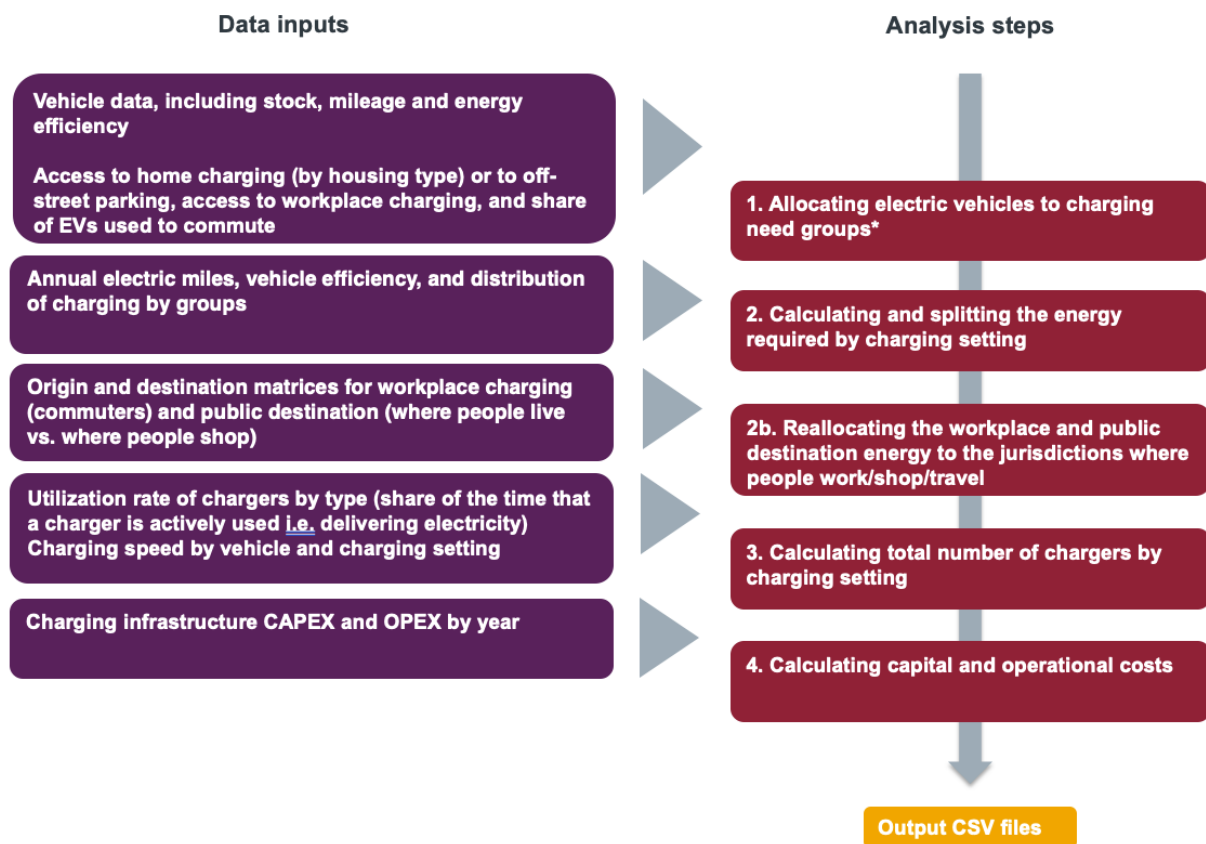 Data inputs
Analysis steps
Vehicle data, including stock, mileage and energy
efficiency
Access to home charging (by housing type) or to off-
street parking, access to workplace charging, and share
of EVs used to commute
1. Allocating electric vehicles to charging
need groups*
Annual electric miles, vehicle efficiency, and distribution
of charging by groups
2. Calculating and splitting the energy
required by charging setting
Origin and destination matrices for workplace charging
(commuters) and public destination (where people live
vs. where people shop)
2b. Reallocating the workplace and public
destination energy to the jurisdictions where
people work/shop/travel
Utilization rate of chargers by type (share of the time that
a charger is actively used i.e. delivering electricity)
Charging speed by vehicle and charging setting
3. Calculating total number of chargers by
charging setting
Charging infrastructure CAPEX and OPEX by year
4. Calculating capital and operational costs
Output CSV files